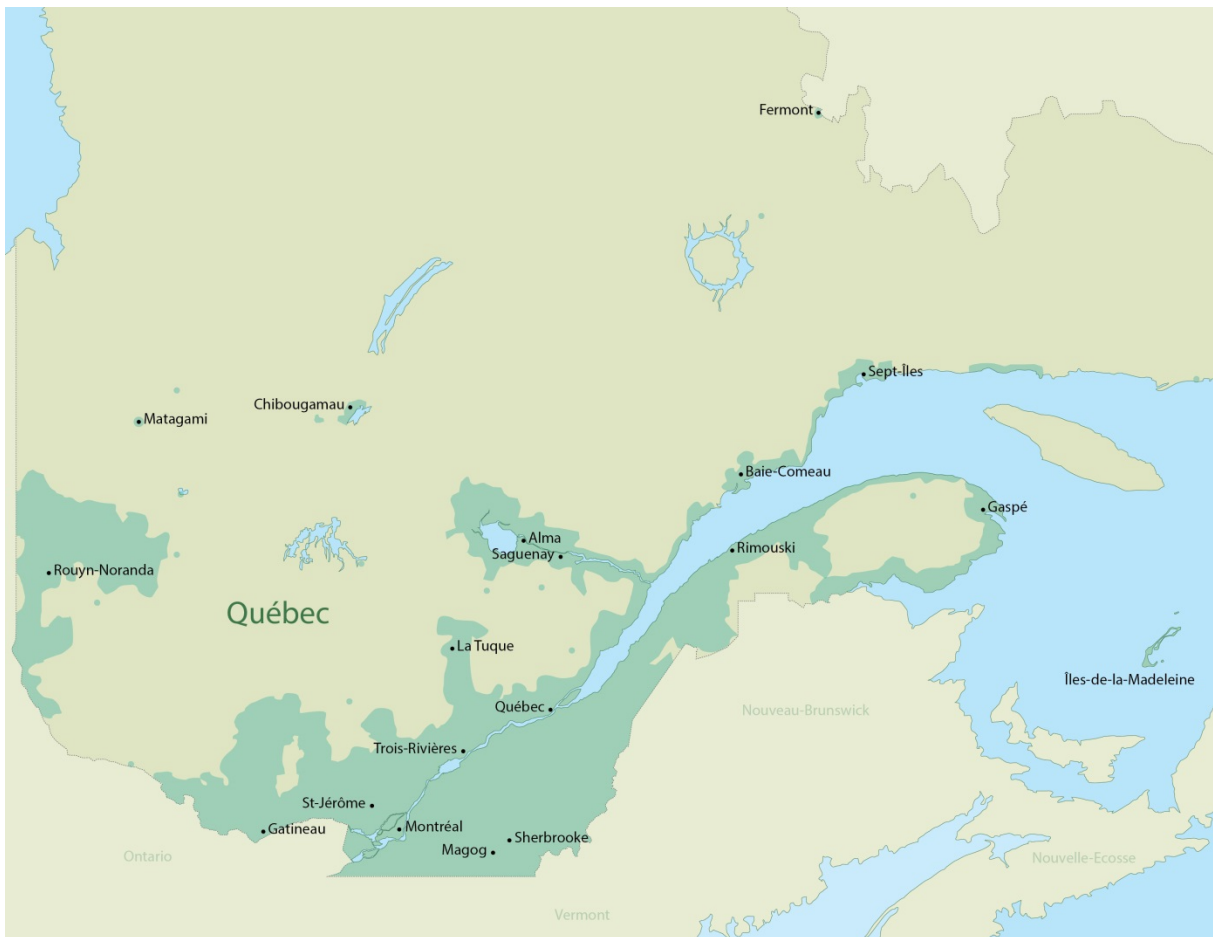 Fermont
Sept-Îles
Chibougamau
Matagami
Baie-Comeau
Gaspé
Alma
Saguenay
Rimouski
Rouyn-Noranda
Québec
La Tuque
Îles-de-la-Madeleine
Québec
Nouveau-Brunswick
Trois-Rivières
St-Jérôme
Gatineau
Montréal
Sherbrooke
Magog
Ontario
Nouvelle-Ecosse
Vermont